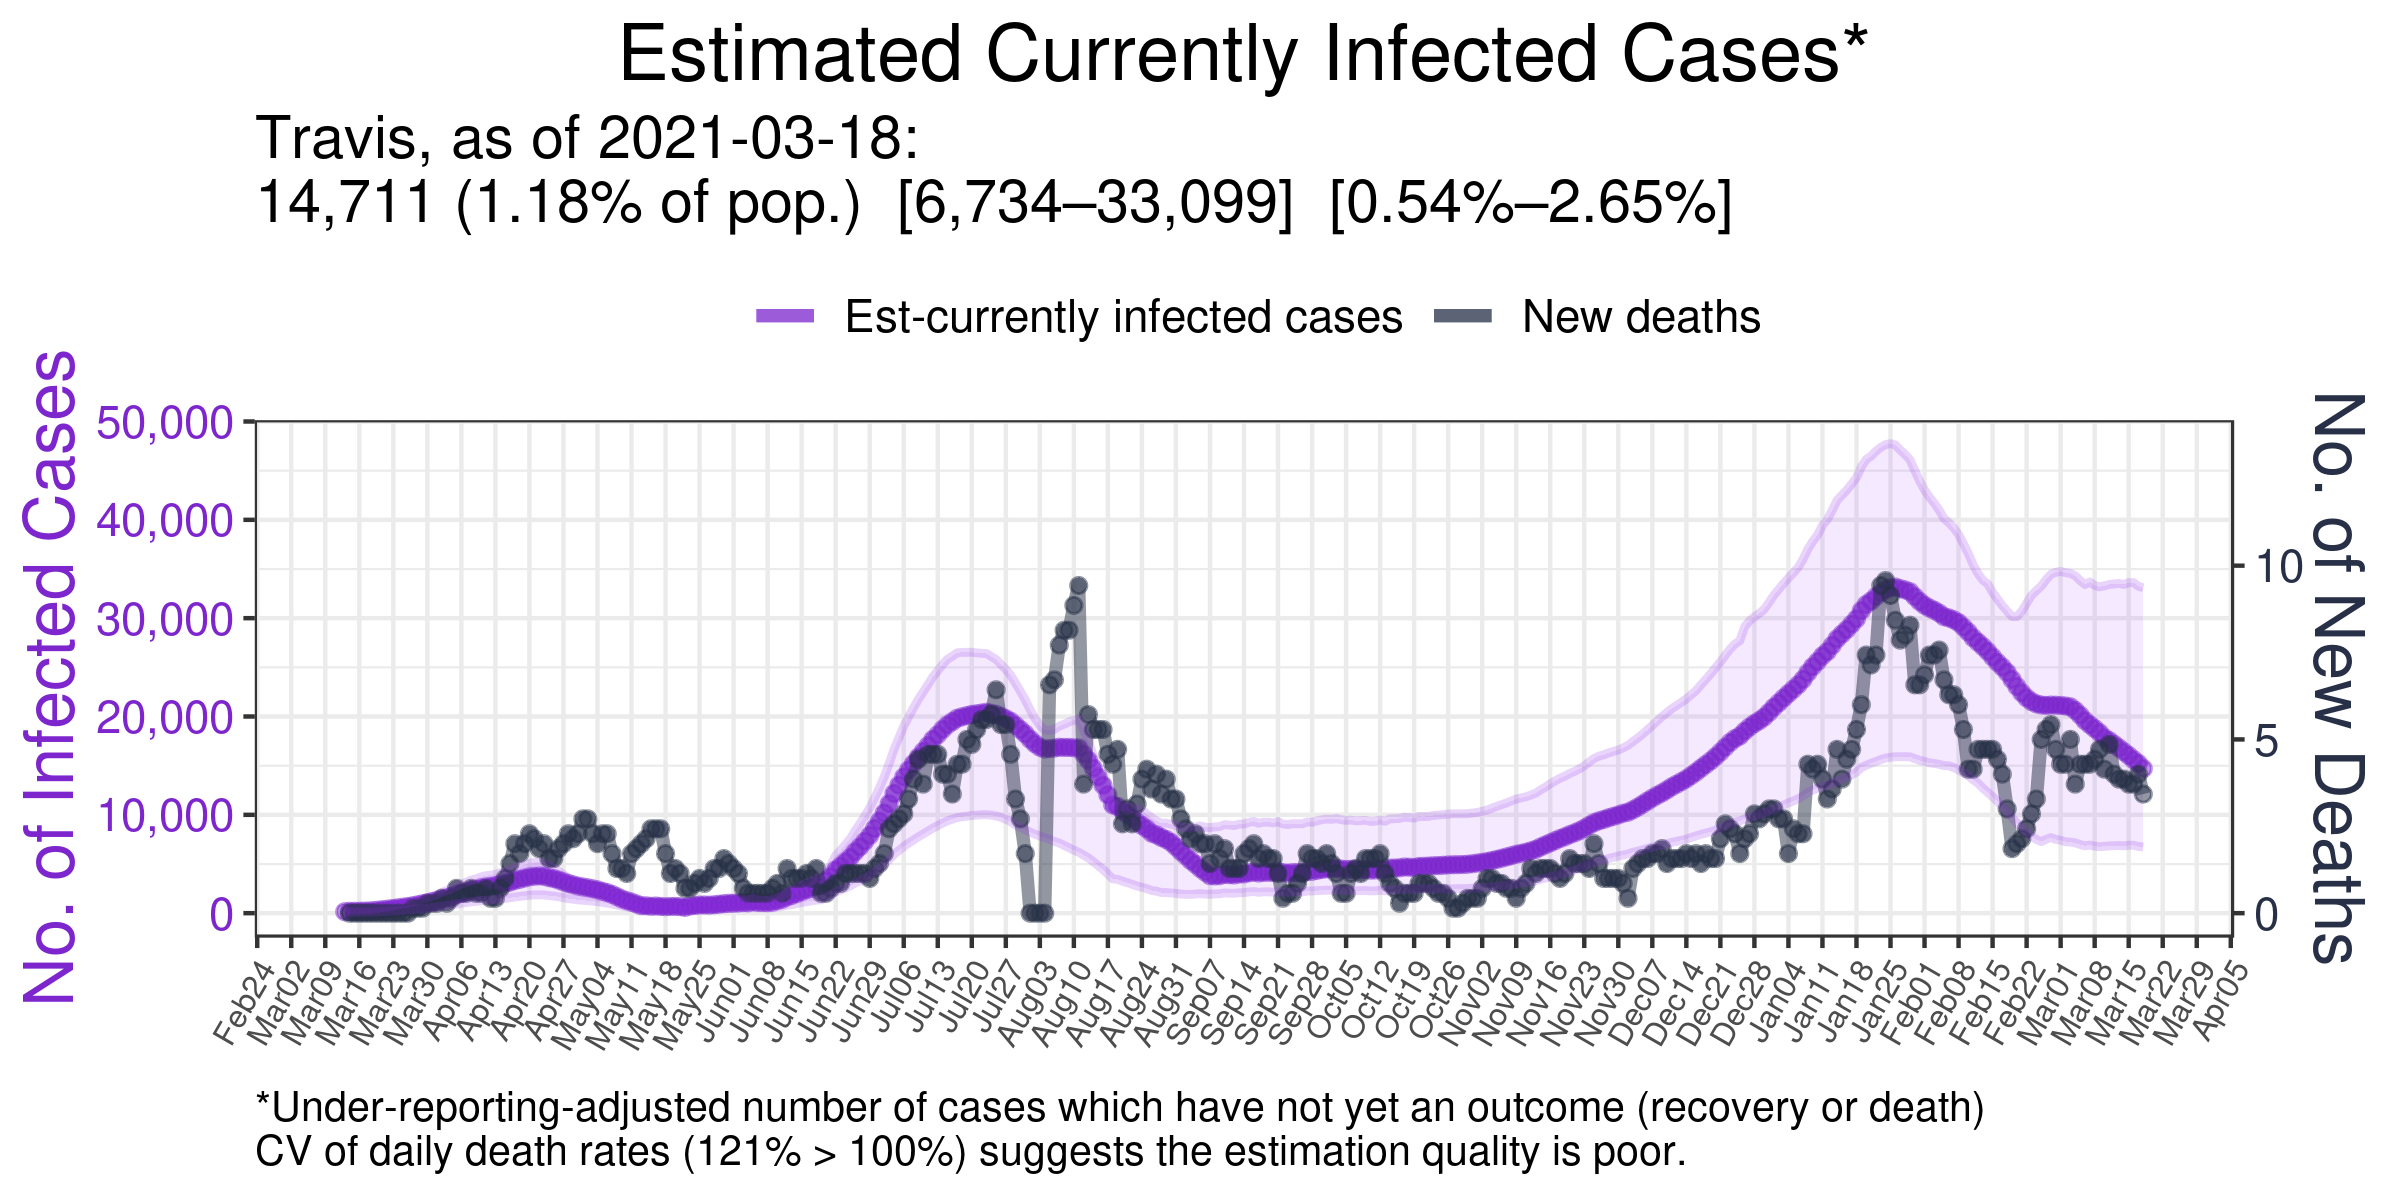 Estimated Currently Infected Cases*
Travis, as of 2021-03-18:
14,711 (1.18% of pop.) [6,734–33,099] [0.54%–2.65%]
Est-currently infected cases New deaths
No. of Infected Cases
50,000
40,000
30,000
20,000
10,000
0
No. of New Deaths
10
5
0
Feb24 Mar02 Mar09 Mar16 Mar23 Mar30 Apr06 Apr13 Apr20 Apr27 May04 May11 May18 May25 Jun01 Jun08 Jun15 Jun22 Jun29 Jul06 Jul13 Jul20 Jul27 Aug03 Aug10 Aug17 Aug24 Aug31 Sep07 Sep14 Sep21 Sep28 Oct05 Oct12 Oct19 Oct26 Nov02 Nov09 Nov16 Nov23 Nov30 Dec07 Dec14 Dec21 Dec28 Jan04 Jan11 Jan18 Jan25 Feb01 Feb08 Feb15 Feb22 Mar01 Mar08 Mar15 Mar22 Mar29 Apr05
*Under-reporting-adjusted number of cases which have not yet an outcome (recovery or death)
CV of daily death rates (121% > 100%) suggests the estimation quality is poor.